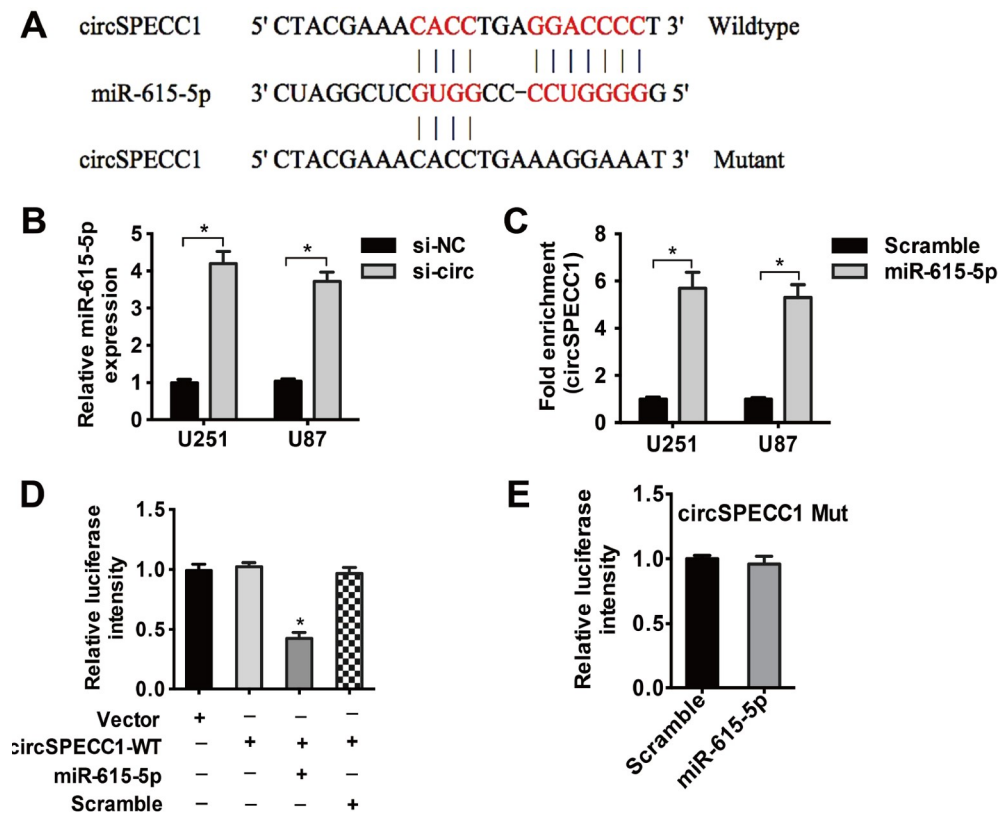 A
circSPECC1 5' CTACGAAACACCTGAGGACCCCT 3' Wildtype
miR-615-5p 3' CUAGGCUCGUGGCC-CCUGGGGG 5'
circSPECC1 5' CTACGAAACACCTGAAAGGAAAT 3' Mutant
B
Relative miR-615-5p
expression
5
4
3
2
1
0
*
*
si-NC
si-circ
U251
U87
C
Fold enrichment
(circSPECC1)
8
6
4
2
0
*
*
Scramble
miR-615-5p
U251
U87
D
Relative luciferase
intensity
1.5
1.0
0.5
0.0
*
Vector + – – –
circSPECC1-WT – + + +
miR-615-5p – – + –
Scramble – – – +
E
Relative luciferase
intensity
1.5
1.0
0.5
0.0
circSPECC1 Mut
Scramble
miR-615-5p